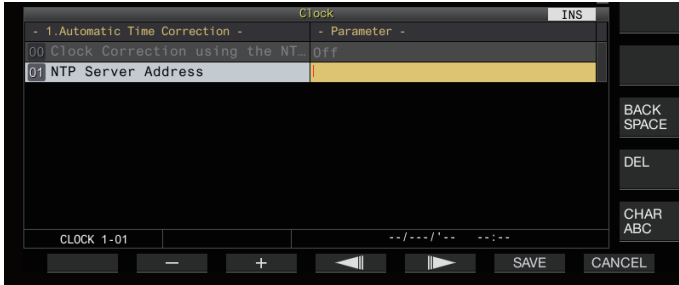 Clock
INS
- 1.Automatic Time Correction -
- Parameter -
00 Clock Correction using the NT… Off
01 NTP Server Address
BACK
SPACE
DEL
CHAR
ABC
CLOCK 1-01
--/---/'-- --:--
− +
SAVE
CANCEL